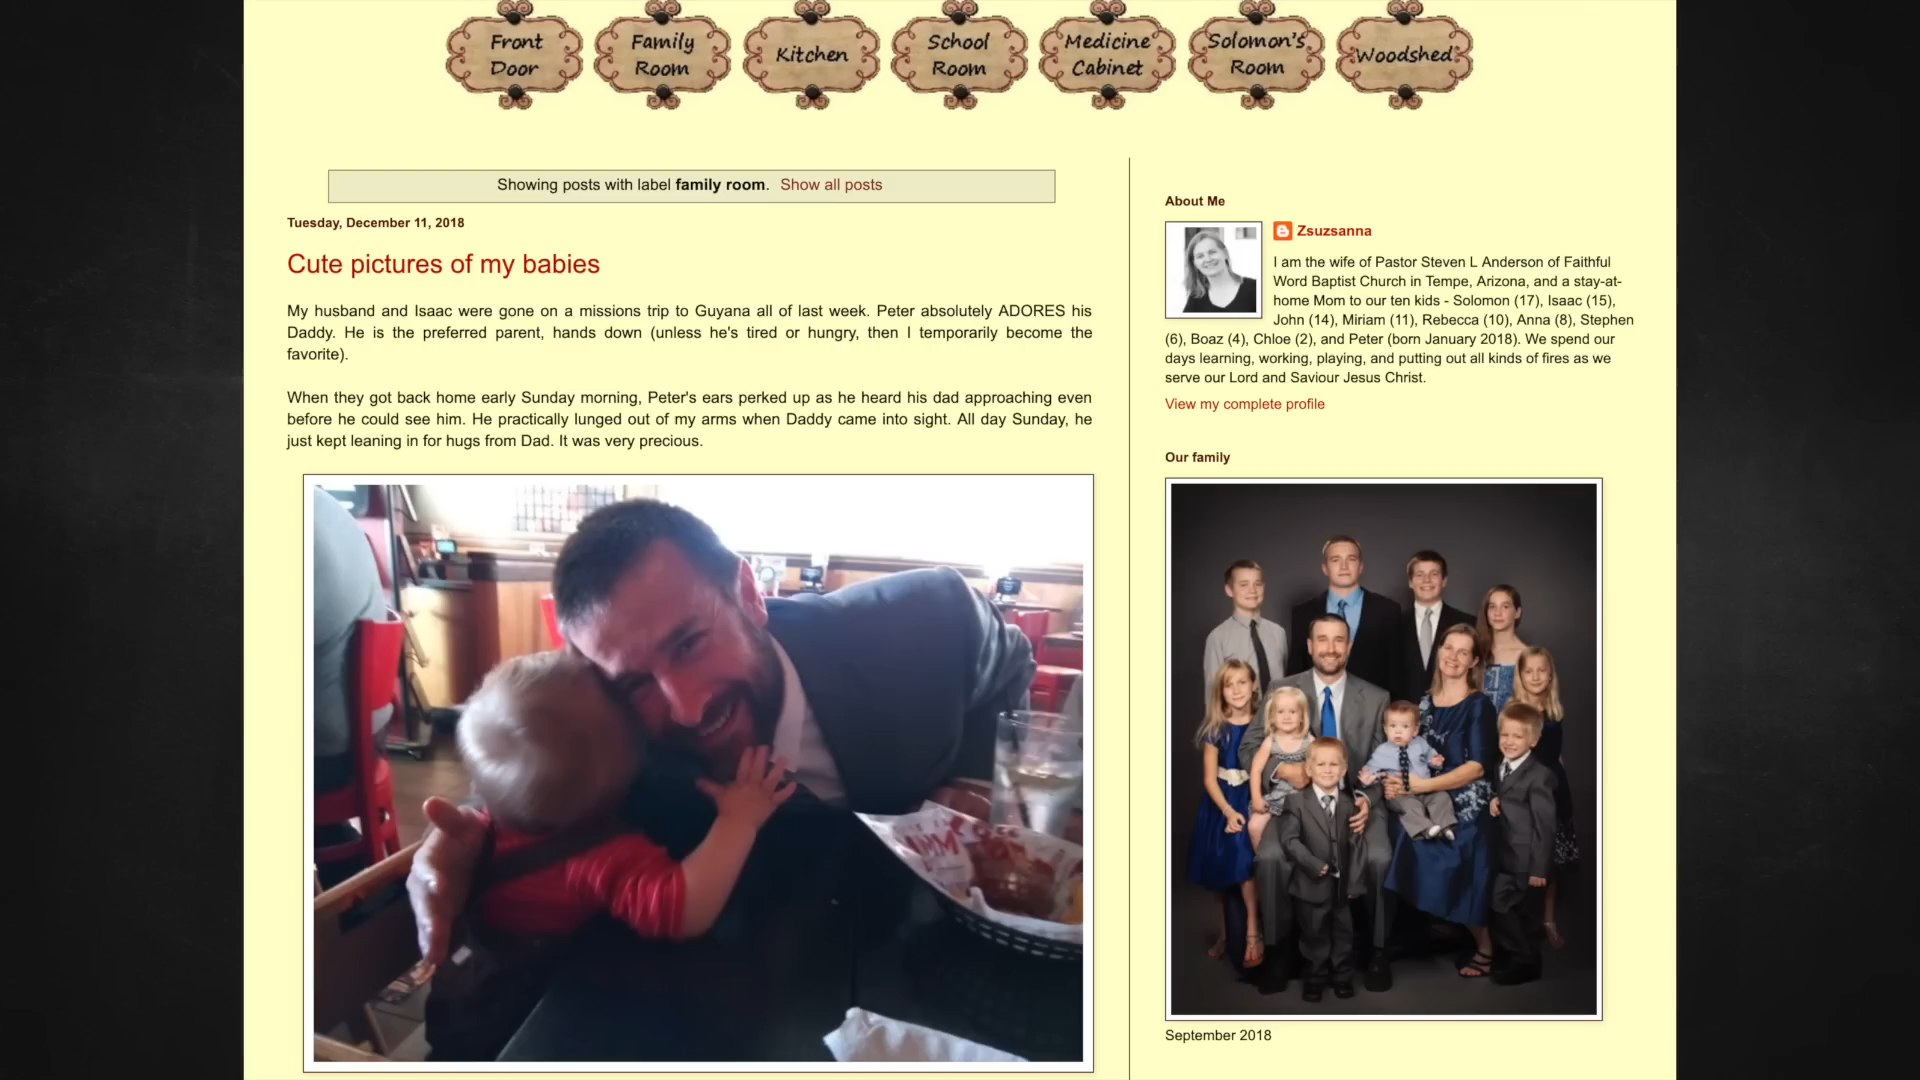 Front
Door
Family
Room
Kitchen
School
Room
Medicine
Cabinet
Solomon's
Room
Woodshed
Showing posts with label family room. Show all posts
Tuesday, December 11, 2018
Cute pictures of my babies
My husband and Isaac were gone on a missions trip to Guyana all of last week. Peter absolutely ADORES his
Daddy. He is the preferred parent, hands down (unless he's tired or hungry, then I temporarily become the
favorite).
When they got back home early Sunday morning, Peter's ears perked up as he heard his dad approaching even
before he could see him. He practically lunged out of my arms when Daddy came into sight. All day Sunday, he
just kept leaning in for hugs from Dad. It was very precious.
About Me
Zsuzsanna
I am the wife of Pastor Steven L Anderson of Faithful
Word Baptist Church in Tempe, Arizona, and a stay-at-
home Mom to our ten kids - Solomon (17), Isaac (15),
John (14), Miriam (11), Rebecca (10), Anna (8), Stephen
(6), Boaz (4), Chloe (2), and Peter (born January 2018). We spend our
days learning, working, playing, and putting out all kinds of fires as we
serve our Lord and Saviour Jesus Christ.
View my complete profile
Our family
September 2018